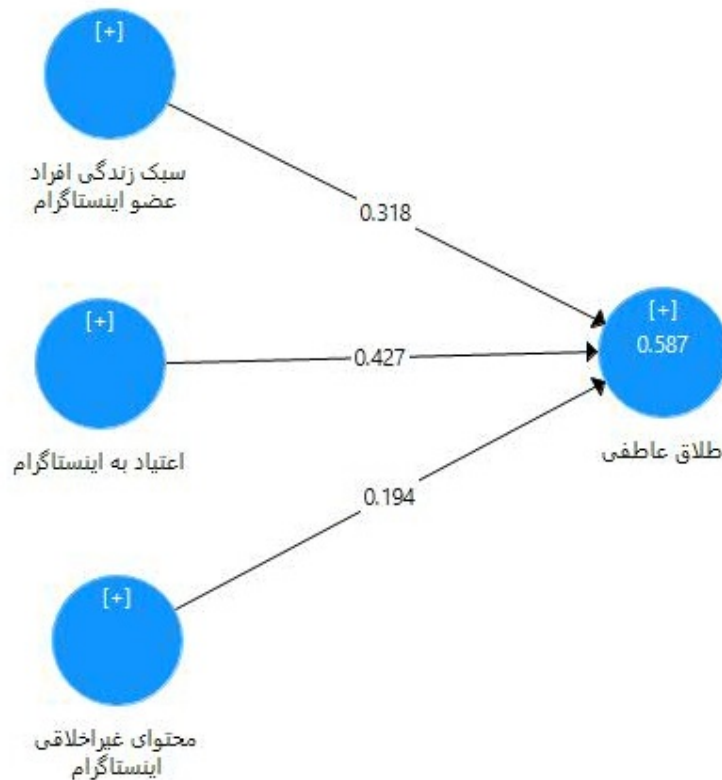 [+]
سبک زندگی افراد
عضو اینستاگرام
0.318
[+]
0.587
طلاق عاطفی
[+]
0.427
اعتیاد به اینستاگرام
0.194
[+]
محتوای غیراخلاقی
اینستاگرام